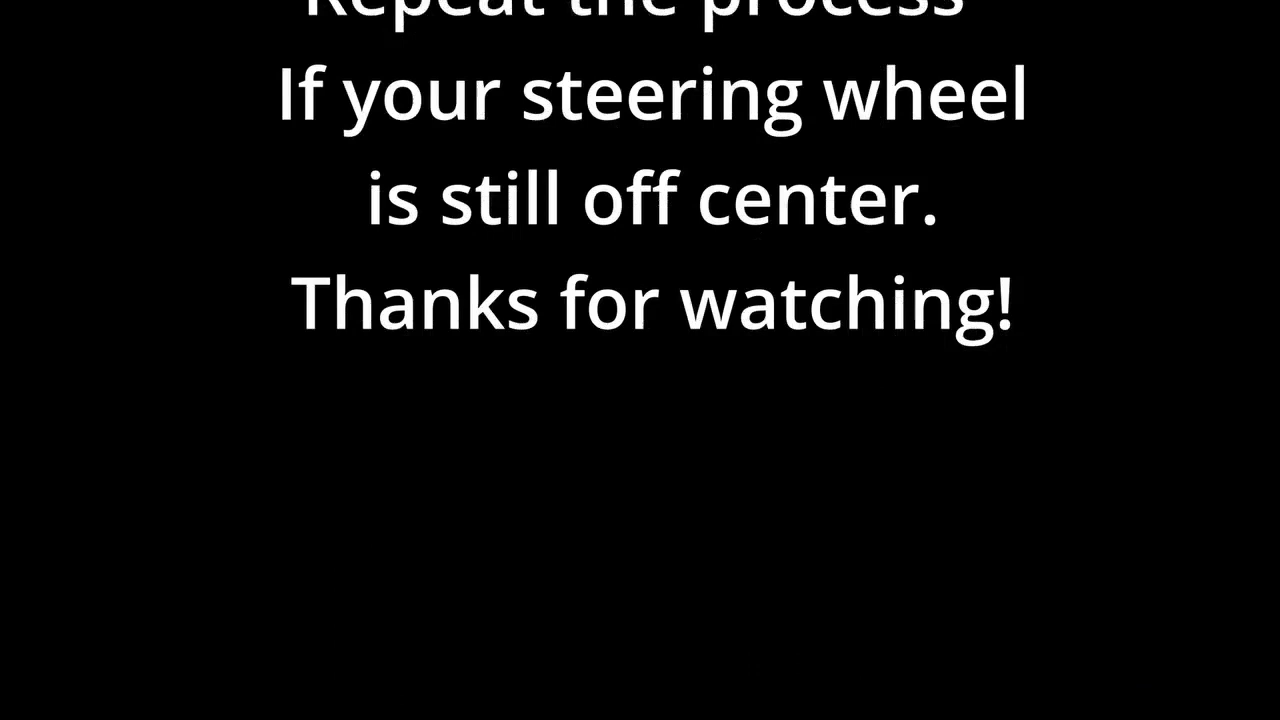 Repeat the process
If your steering wheel
is still off center.
Thanks for watching!